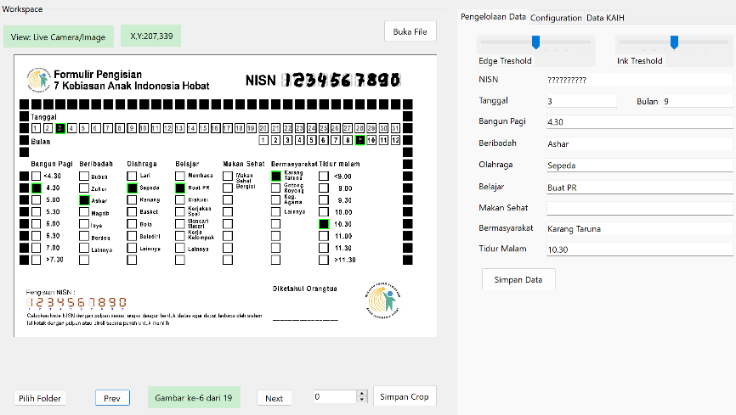 Workspace
View: Live Camera/Image
X,Y:207,339
Buka File
Formulir Pengisian
7 Kebiasan Anak Indonesia Hebat
NISN 1234567890
Tanggal
1 2 3 4 5 6 7 8 9 10 11 12 13 14 15 16 17 18 19 20 21 22 23 24 25 26 27 28 29 30 31
Bulan
1 2 3 4 5 6 7 8 9 10 11 12
Bangun Pagi Beribadah Olahraga Belajar Makan Sehat Bermasyarakat Tidur malam
<4.30 Subuh Lari Membaca Makan Sehat Bergizi Karang Taruna <9.00
4.30 Zuhur Sepeda Buat PR Gotong Royong 9.00
5.00 Ashar Renang Diskusi Keg. Agama 9.30
5.30 Magrib Basket Kerjakan Soal Lainnya 10.00
6.00 Isya Bola Mencari Materi 10.30
6.30 Berdoa Beladiri Kerja Kelompok 11.00
7.00 Lainnya Lainnya Lainnya 11.30
>7.30 >11.30
Pengisian NISN :
1234567890
Diketahui Orangtua
Pilih Folder
Prev
Gambar ke-6 dari 19
Next
0
Simpan Crop
Pengelolaan Data Configuration Data KAIH
Edge Treshold Ink Treshold
NISN ??????????
Tanggal 3 Bulan 9
Bangun Pagi 4.30
Beribadah Ashar
Olahraga Sepeda
Belajar Buat PR
Makan Sehat
Bermasyarakat Karang Taruna
Tidur Malam 10.30
Simpan Data